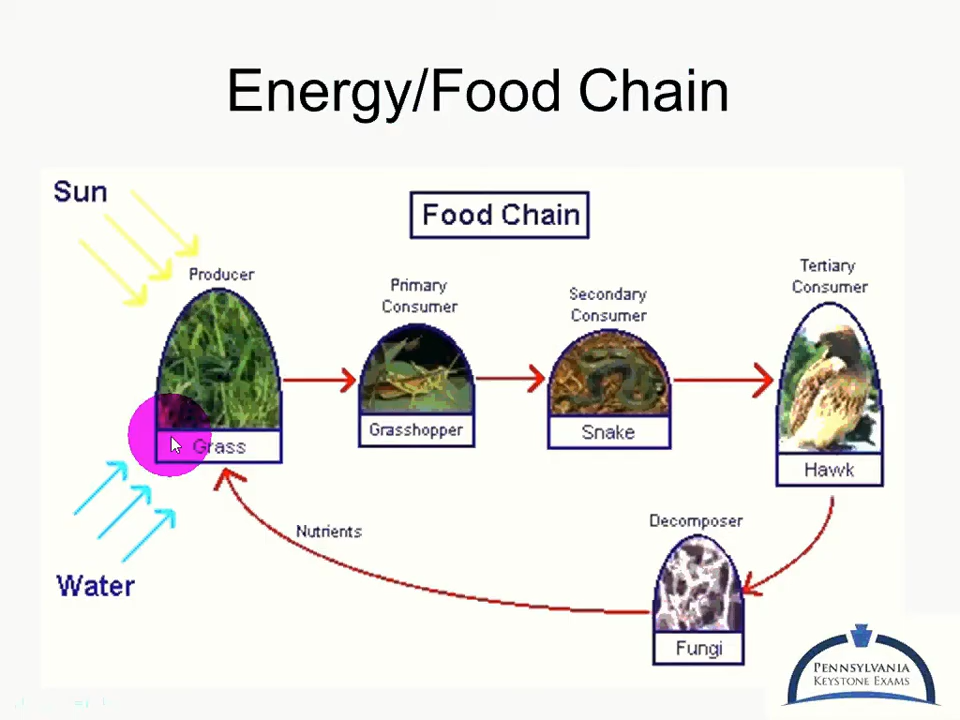 Energy/Food Chain
Sun
Food Chain
Producer
Primary
Consumer
Secondary
Consumer
Tertiary
Consumer
Grass
Grasshopper
Snake
Hawk
Nutrients
Decomposer
Water
Fungi
PENNSYLVANIA
KEYSTONE EXAMS